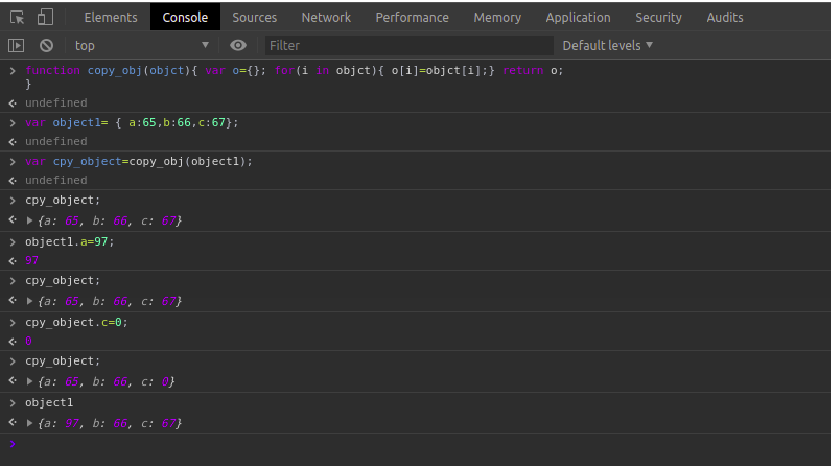 Elements Console Sources Network Performance Memory Application Security Audits
top Filter Default levels
function copy_obj(objct){ var o={}; for(i in objct){ o[i]=objct[i];} return o;
}
undefined
var object1= { a:65,b:66,c:67};
undefined
var cpy_object=copy_obj(object1);
undefined
cpy_object;
{a: 65, b: 66, c: 67}
object1.a=97;
97
cpy_object;
{a: 65, b: 66, c: 67}
cpy_object.c=0;
0
cpy_object;
{a: 65, b: 66, c: 0}
object1
{a: 97, b: 66, c: 67}